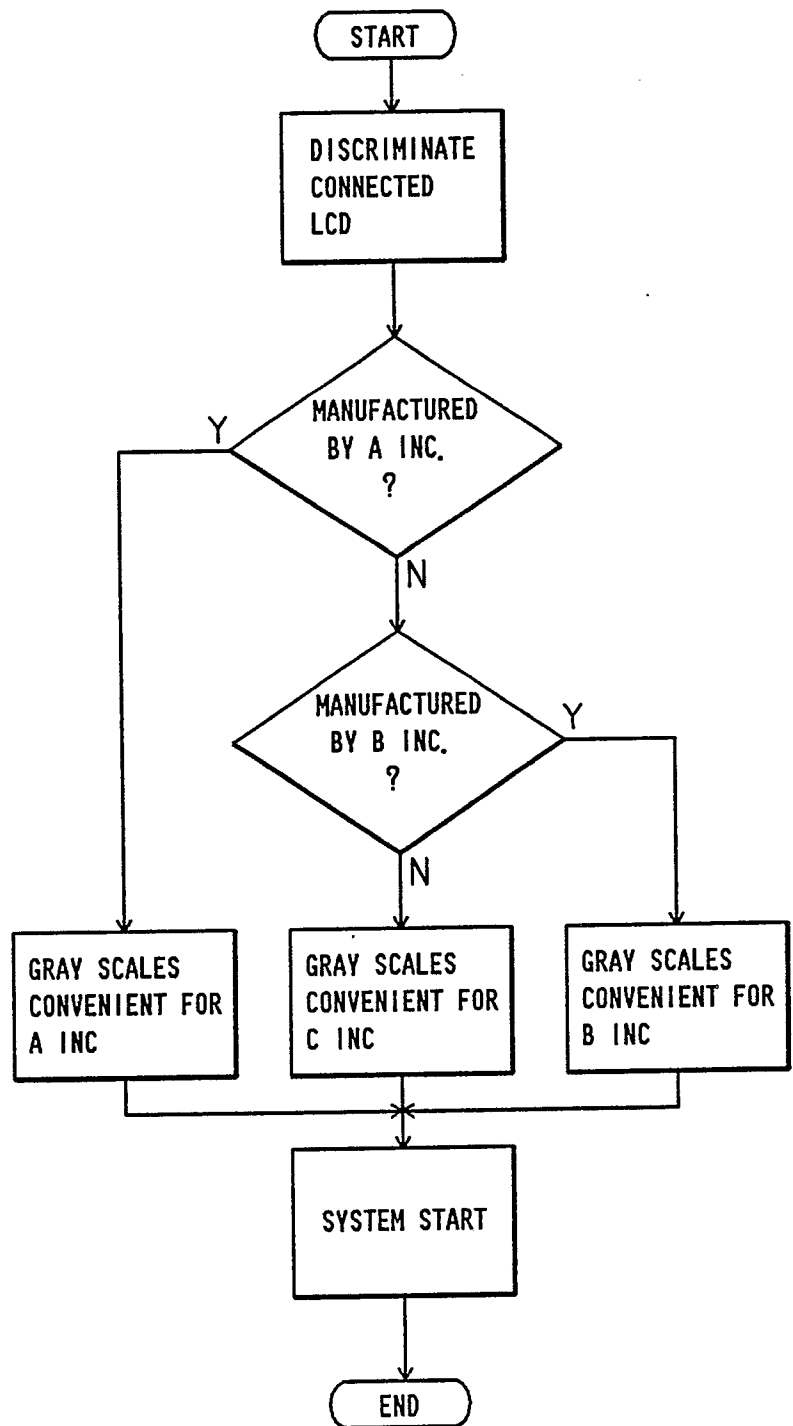 START
DISCRIMINATE
CONNECTED
LCD
MANUFACTURED
BY A INC.
?
Y
N
MANUFACTURED
BY B INC.
?
Y
N
GRAY SCALES
CONVENIENT FOR
A INC
GRAY SCALES
CONVENIENT FOR
C INC
GRAY SCALES
CONVENIENT FOR
B INC
SYSTEM START
END